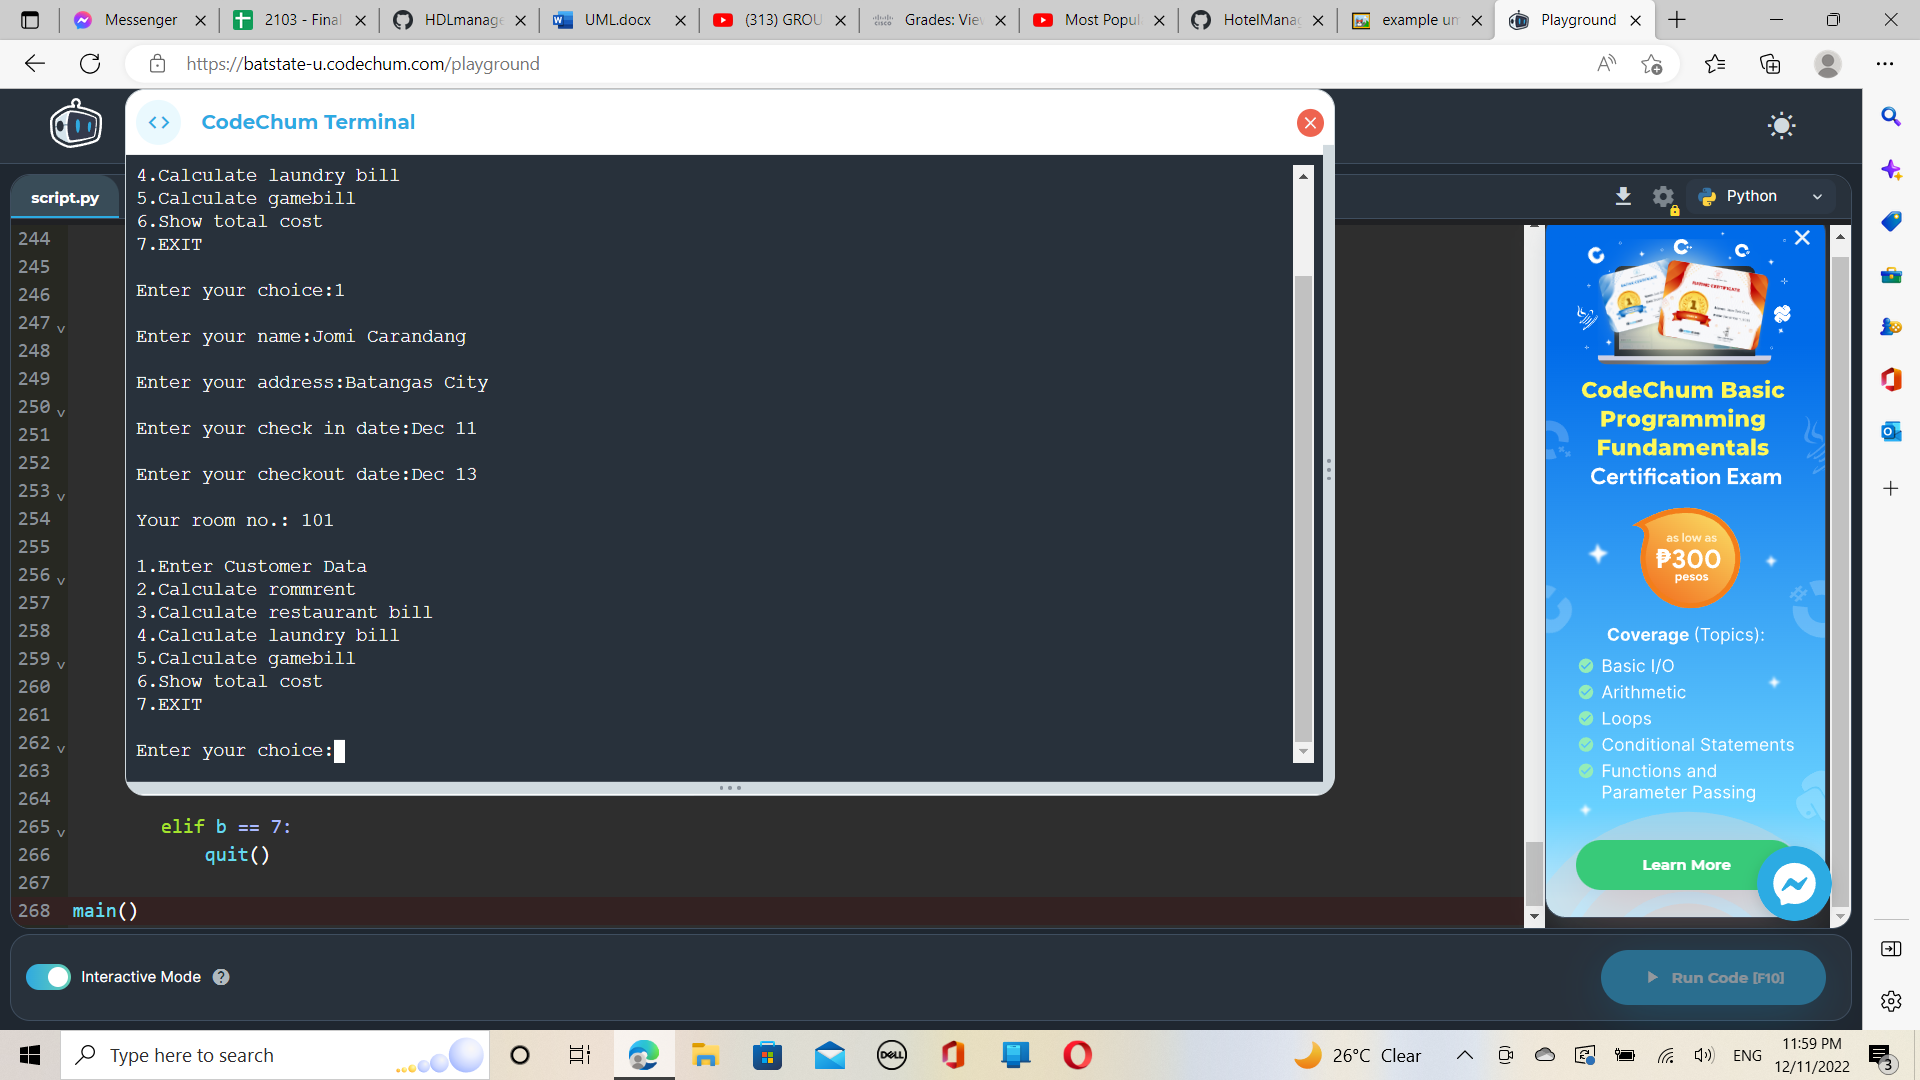 Messenger
2103 - Final
HDLmanage
UML.docx
(313) GROU
Grades: Viev
Most Popul
HotelManag
example um
Playground
https://batstate-u.codechum.com/playground
CodeChum Terminal
script.py
Python
4.Calculate laundry bill
5.Calculate gamebill
6.Show total cost
7.EXIT
Enter your choice:1
Enter your name:Jomi Carandang
Enter your address:Batangas City
Enter your check in date:Dec 11
Enter your checkout date:Dec 13
Your room no.: 101
1.Enter Customer Data
2.Calculate rommrent
3.Calculate restaurant bill
4.Calculate laundry bill
5.Calculate gamebill
6.Show total cost
7.EXIT
Enter your choice:
244
245
246
247
248
249
250
251
252
253
254
255
256
257
258
259
260
261
262
263
264
265 elif b == 7:
266 quit()
267
268 main()
CodeChum Basic
Programming
Fundamentals
Certification Exam
as low as
₱300
pesos
Coverage (Topics):
Basic I/O
Arithmetic
Loops
Conditional Statements
Functions and
Parameter Passing
Learn More
Interactive Mode
Run Code [F10]
Type here to search
DELL
26°C Clear
ENG
11:59 PM
12/11/2022
3